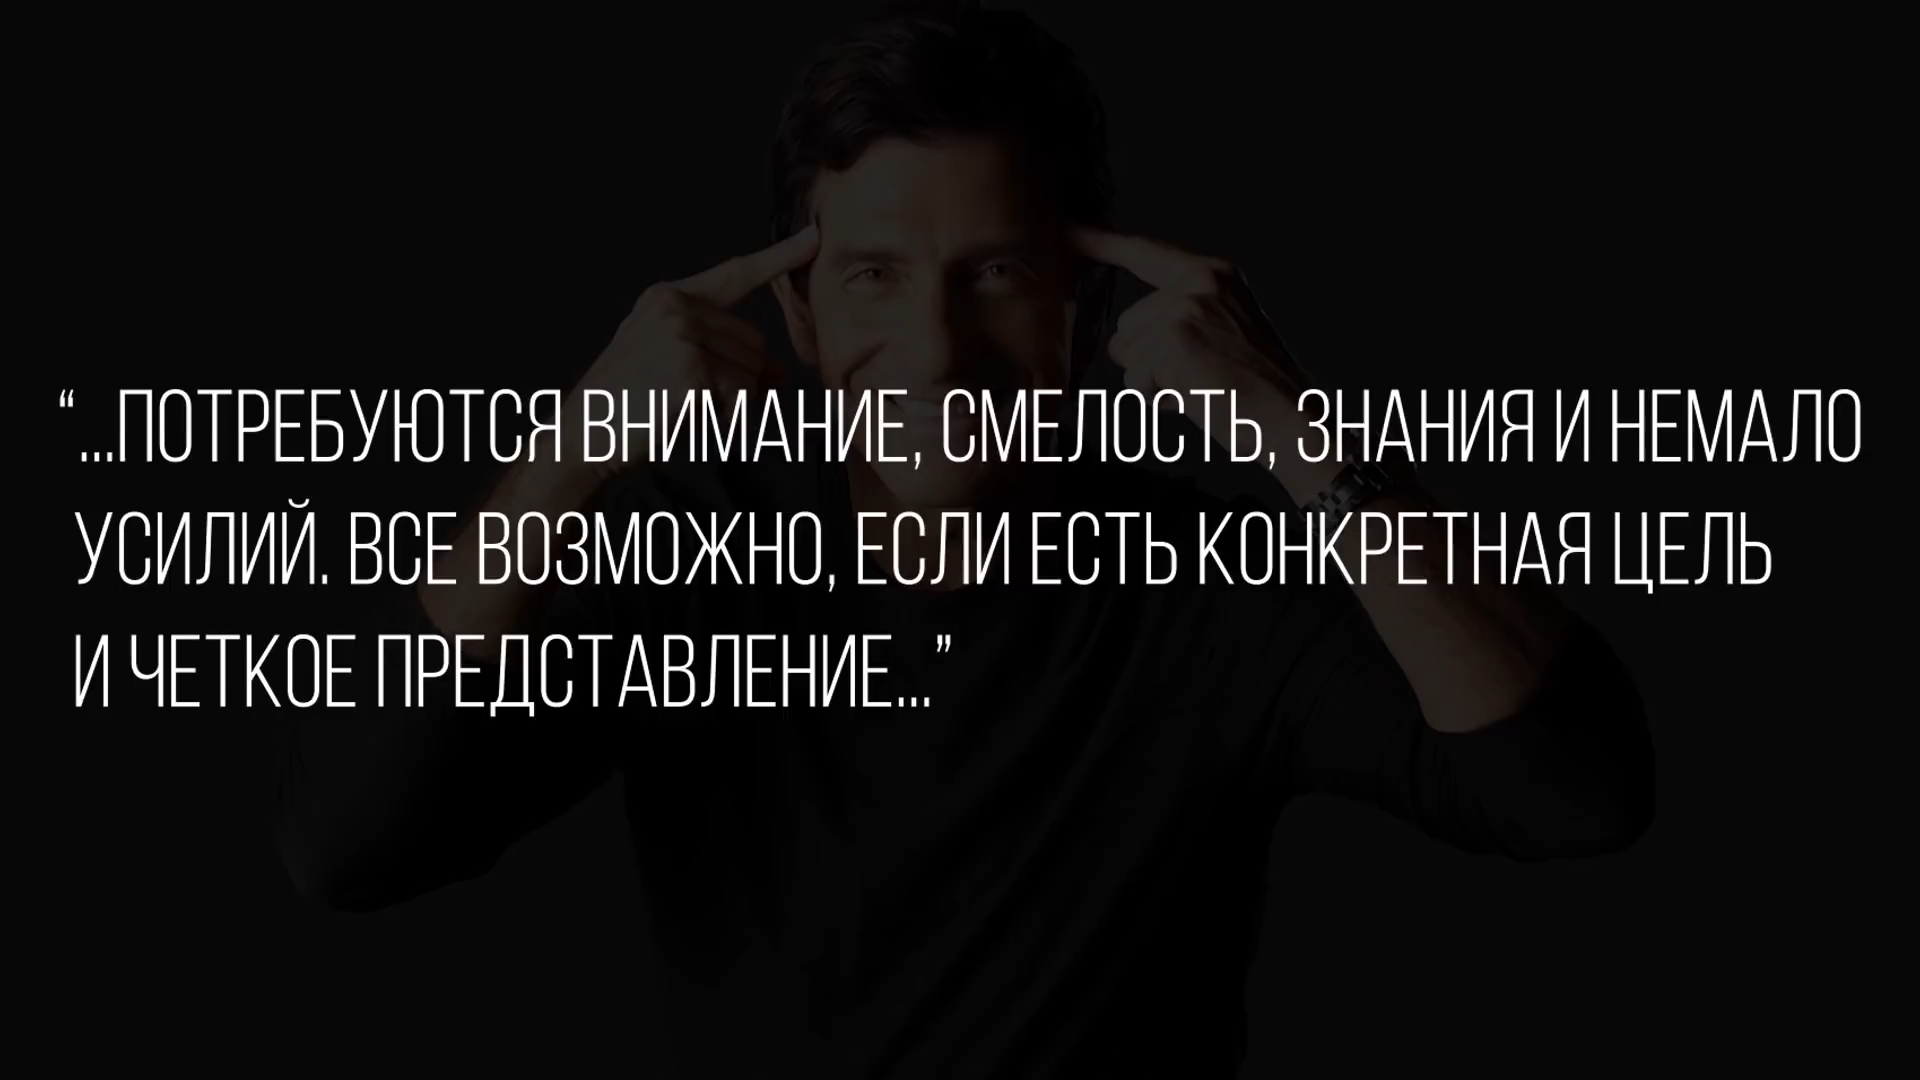 “...ПОТРЕБУЮТСЯ ВНИМАНИЕ, СМЕЛОСТЬ, ЗНАНИЯ И НЕМАЛО
УСИЛИЙ. ВСЕ ВОЗМОЖНО, ЕСЛИ ЕСТЬ КОНКРЕТНАЯ ЦЕЛЬ
И ЧЕТКОЕ ПРЕДСТАВЛЕНИЕ...”